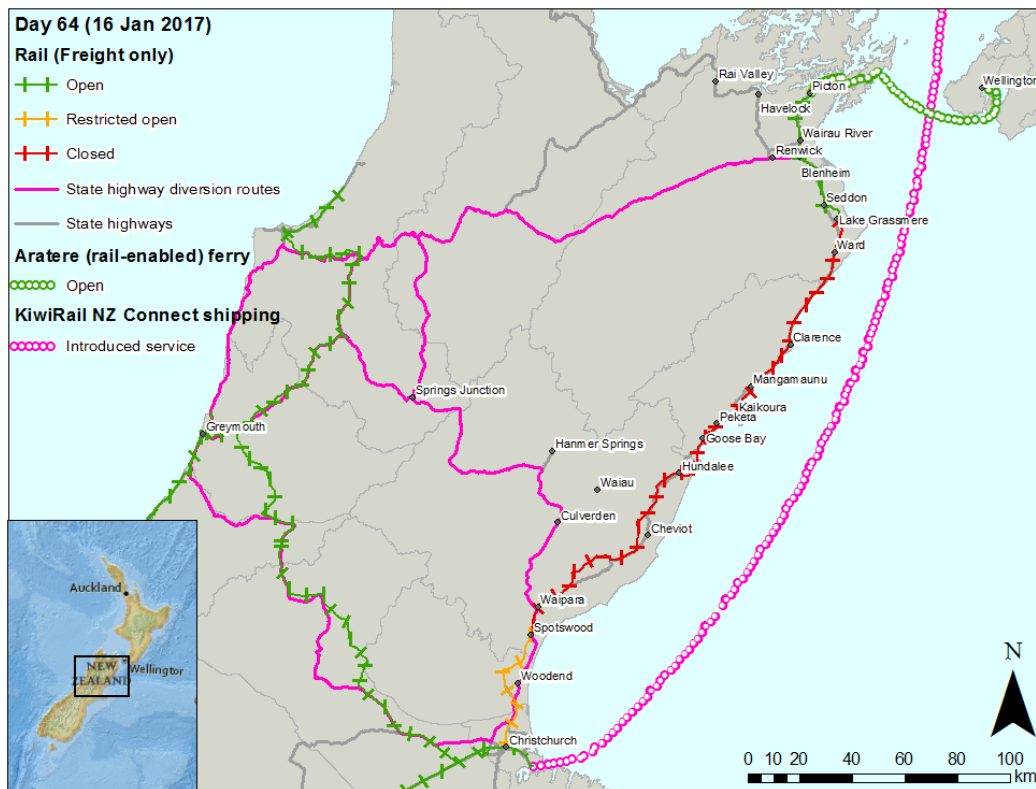 Day 64 (16 Jan 2017)
Rail (Freight only)
Open
Restricted open
Closed
State highway diversion routes
State highways
Aratere (rail-enabled) ferry
Open
KiwiRail NZ Connect shipping
Introduced service
Rai Valley
Wellington
Picton
Havelock
Wairau River
Renwick
Blenheim
Seddon
Lake Grassmere
Ward
Clarence
Mangamaunu
Springs Junction
Kaikoura
Peketa
Greymouth
Goose Bay
Hanmer Springs
Hundalee
Waiau
Culverden
Cheviot
Waipara
Spotswood
Woodend
Christchurch
Auckland
Wellington
NEW
ZEALAND
N
0 10 20 40 60 80 100
km